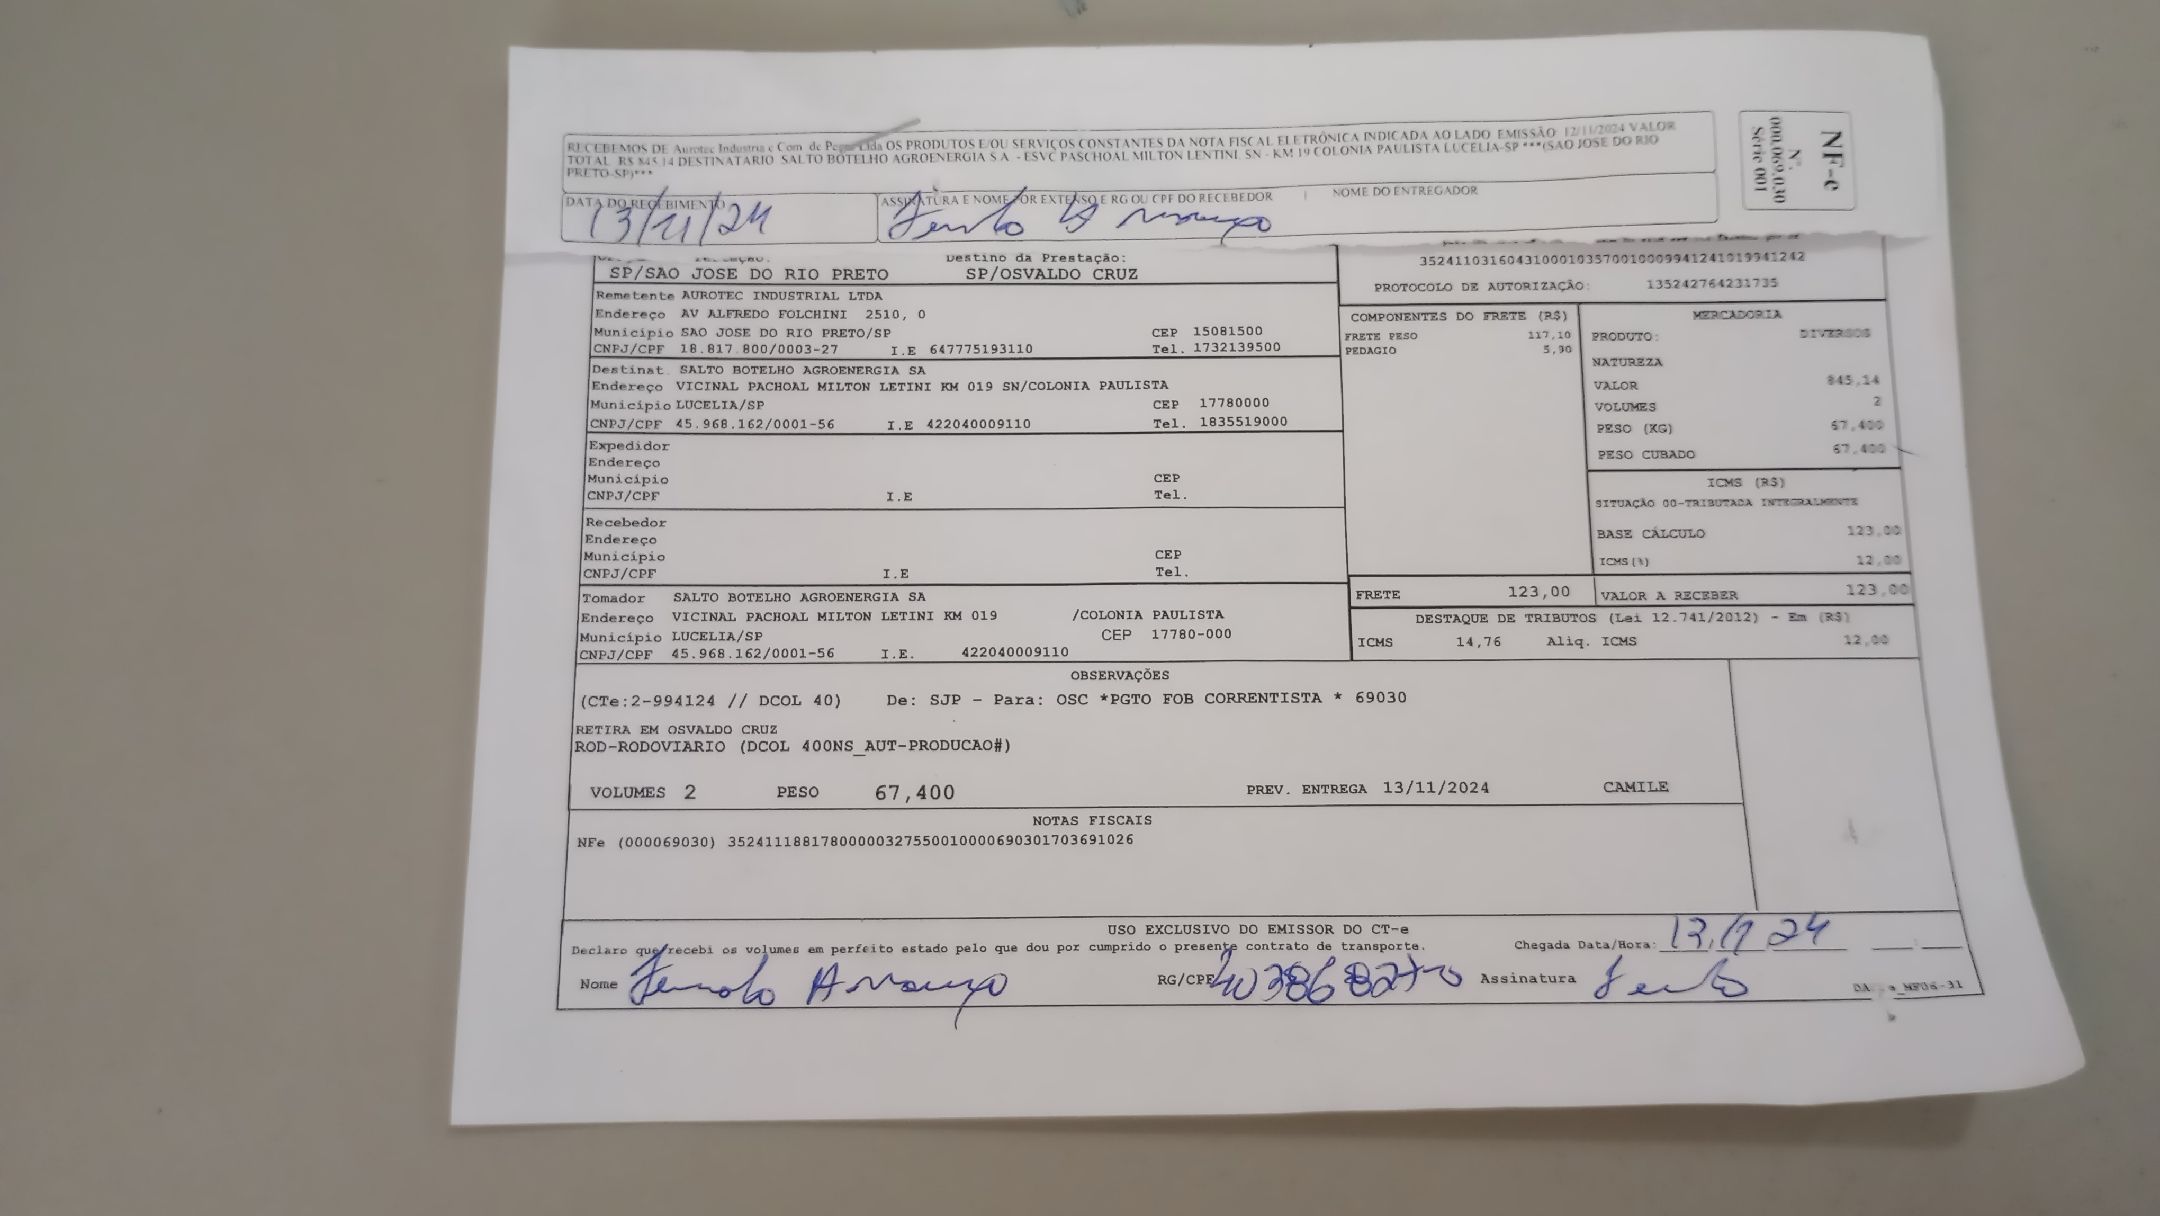 RECEBEMOS DE Aurotec Industria e Com de Peças Ltda OS PRODUTOS E/OU SERVIÇOS CONSTANTES DA NOTA FISCAL ELETRÔNICA INDICADA AO LADO EMISSÃO 12/11/2024 VALOR
TOTAL R$ 845,14 DESTINATARIO SALTO BOTELHO AGROENERGIA S A - ESVC PASCHOAL MILTON LENTINI SN - KM 19 COLONIA PAULISTA LUCELIA-SP ***(SAO JOSE DO RIO
PRETO-SP)***
NF-e
N.
000.069.030
Série 001
DATA DO RECEBIMENTO
13/11/24
ASSINATURA E NOME POR EXTENSO E RG OU CPF DO RECEBEDOR
NOME DO ENTREGADOR
Destino da Prestação:
SP/SAO JOSE DO RIO PRETO SP/OSVALDO CRUZ
PROTOCOLO DE AUTORIZAÇÃO: 135242764231735
Remetente AUROTEC INDUSTRIAL LTDA
Endereço AV ALFREDO FOLCHINI 2510, 0
Município SAO JOSE DO RIO PRETO/SP CEP 15081500
CNPJ/CPF 18.817.800/0003-27 I.E 647775193110 Tel. 1732139500
Destinat. SALTO BOTELHO AGROENERGIA SA
Endereço VICINAL PACHOAL MILTON LETINI KM 019 SN/COLONIA PAULISTA
Município LUCELIA/SP CEP 17780000
CNPJ/CPF 45.968.162/0001-56 I.E 422040009110 Tel. 1835519000
Expedidor
Endereço
Município CEP
CNPJ/CPF I.E Tel.
Recebedor
Endereço
Município CEP
CNPJ/CPF I.E Tel.
Tomador SALTO BOTELHO AGROENERGIA SA
Endereço VICINAL PACHOAL MILTON LETINI KM 019 /COLONIA PAULISTA
Município LUCELIA/SP CEP 17780-000
CNPJ/CPF 45.968.162/0001-56 I.E. 422040009110
COMPONENTES DO FRETE (R$)
FRETE PESO 117,10
PEDAGIO 5,90
MERCADORIA
PRODUTO: DIVERSOS
NATUREZA
VALOR 845,14
VOLUMES 2
PESO (KG) 67,400
PESO CUBADO 67,400
ICMS (R$)
SITUAÇÃO 00-TRIBUTADA INTEGRALMENTE
BASE CÁLCULO 123,00
ICMS(%) 12,00
FRETE 123,00 VALOR A RECEBER 123,00
DESTAQUE DE TRIBUTOS (Lei 12.741/2012) - Em (R$)
ICMS 14,76 Aliq. ICMS 12,00
OBSERVAÇÕES
(CTe:2-994124 // DCOL 40) De: SJP - Para: OSC *PGTO FOB CORRENTISTA * 69030
RETIRA EM OSVALDO CRUZ
ROD-RODOVIARIO (DCOL 400NS_AUT-PRODUCAO#)
VOLUMES 2 PESO 67,400 PREV. ENTREGA 13/11/2024 CAMILE
NOTAS FISCAIS
NFe (000069030) 35241118817800000327550010000690301703691026
USO EXCLUSIVO DO EMISSOR DO CT-e
Declaro que recebi os volumes em perfeito estado pelo que dou por cumprido o presente contrato de transporte. Chegada Data/Hora:
Nome RG/CPF Assinatura